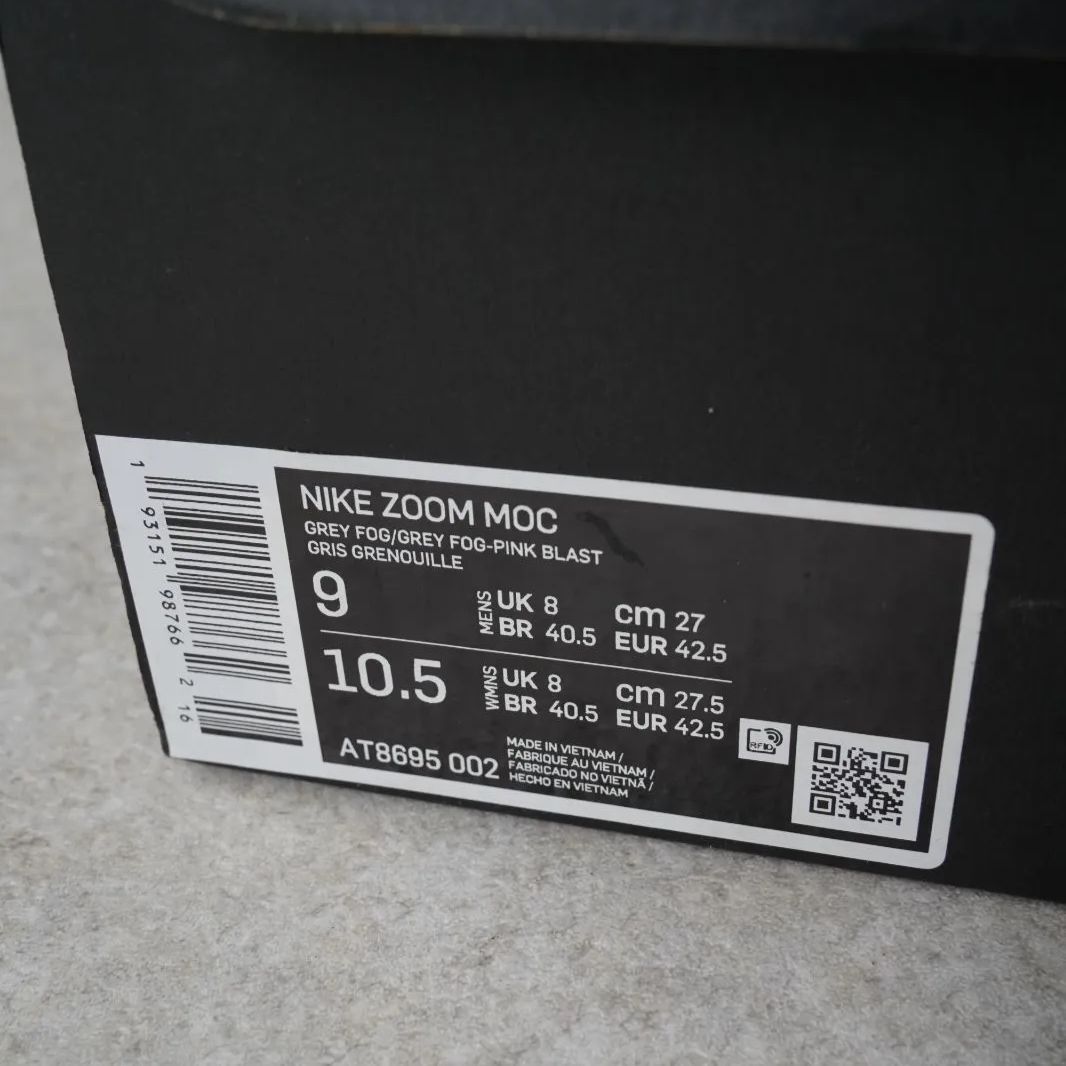 1 93151 98766 2 16
NIKE ZOOM MOC
GREY FOG/GREY FOG-PINK BLAST
GRIS GRENOUILLE
9
MENS
UK 8
cm 27
BR 40.5
EUR 42.5
10.5
WMNS
UK 8
cm 27.5
BR 40.5
EUR 42.5
AT8695 002
MADE IN VIETNAM /
FABRIQUE AU VIETNAM /
FABRICADO NO VIETNÃ /
HECHO EN VIETNAM
RFID